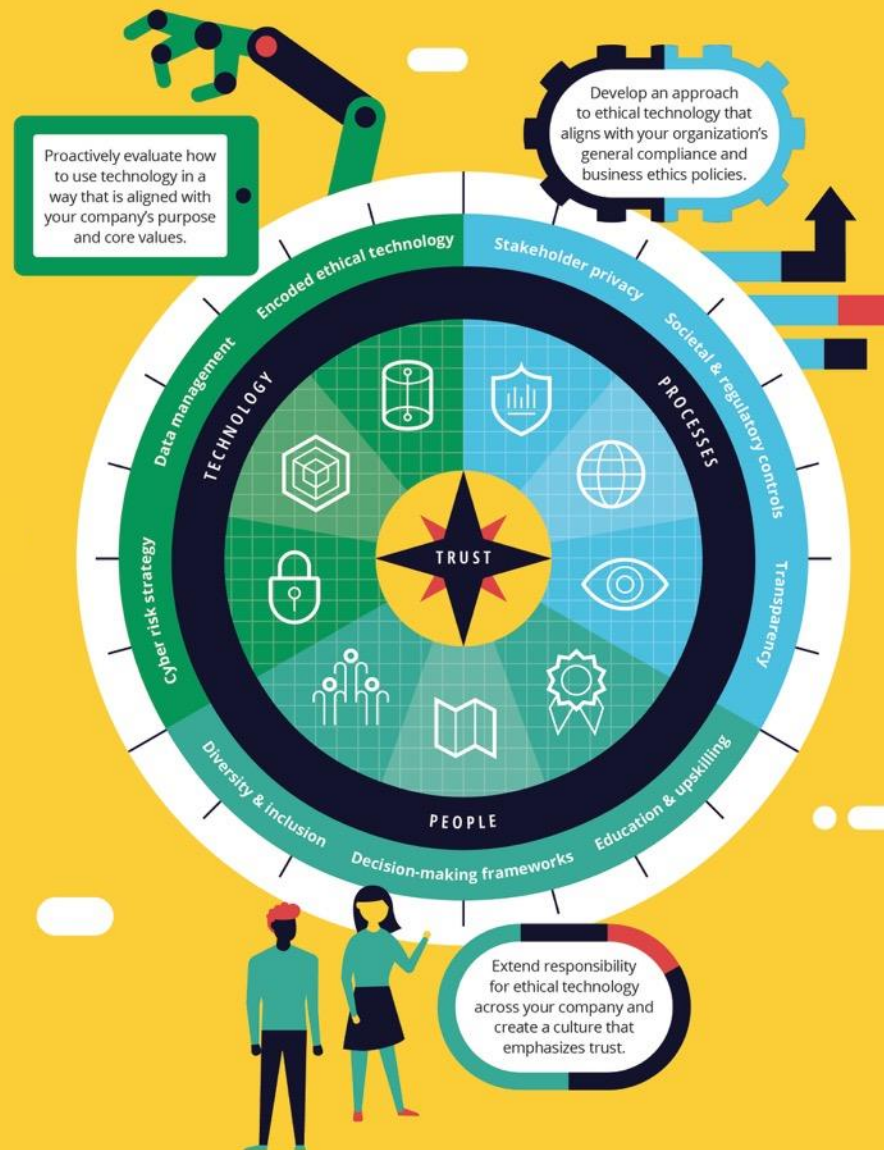 Develop an approach
to ethical technology that
aligns with your organization's
general compliance and
business ethics policies.
Proactively evaluate how
to use technology in a
way that is aligned with
your company's purpose
and core values.
Encoded ethical technology
Stakeholder privacy
Data management
Societal & regulatory controls
TECHNOLOGY
PROCESSES
TRUST
Cyber risk strategy
Transparency
PEOPLE
Diversity & inclusion
Decision-making frameworks
Education & upskilling
Extend responsibility
for ethical technology
across your company and
create a culture that
emphasizes trust.